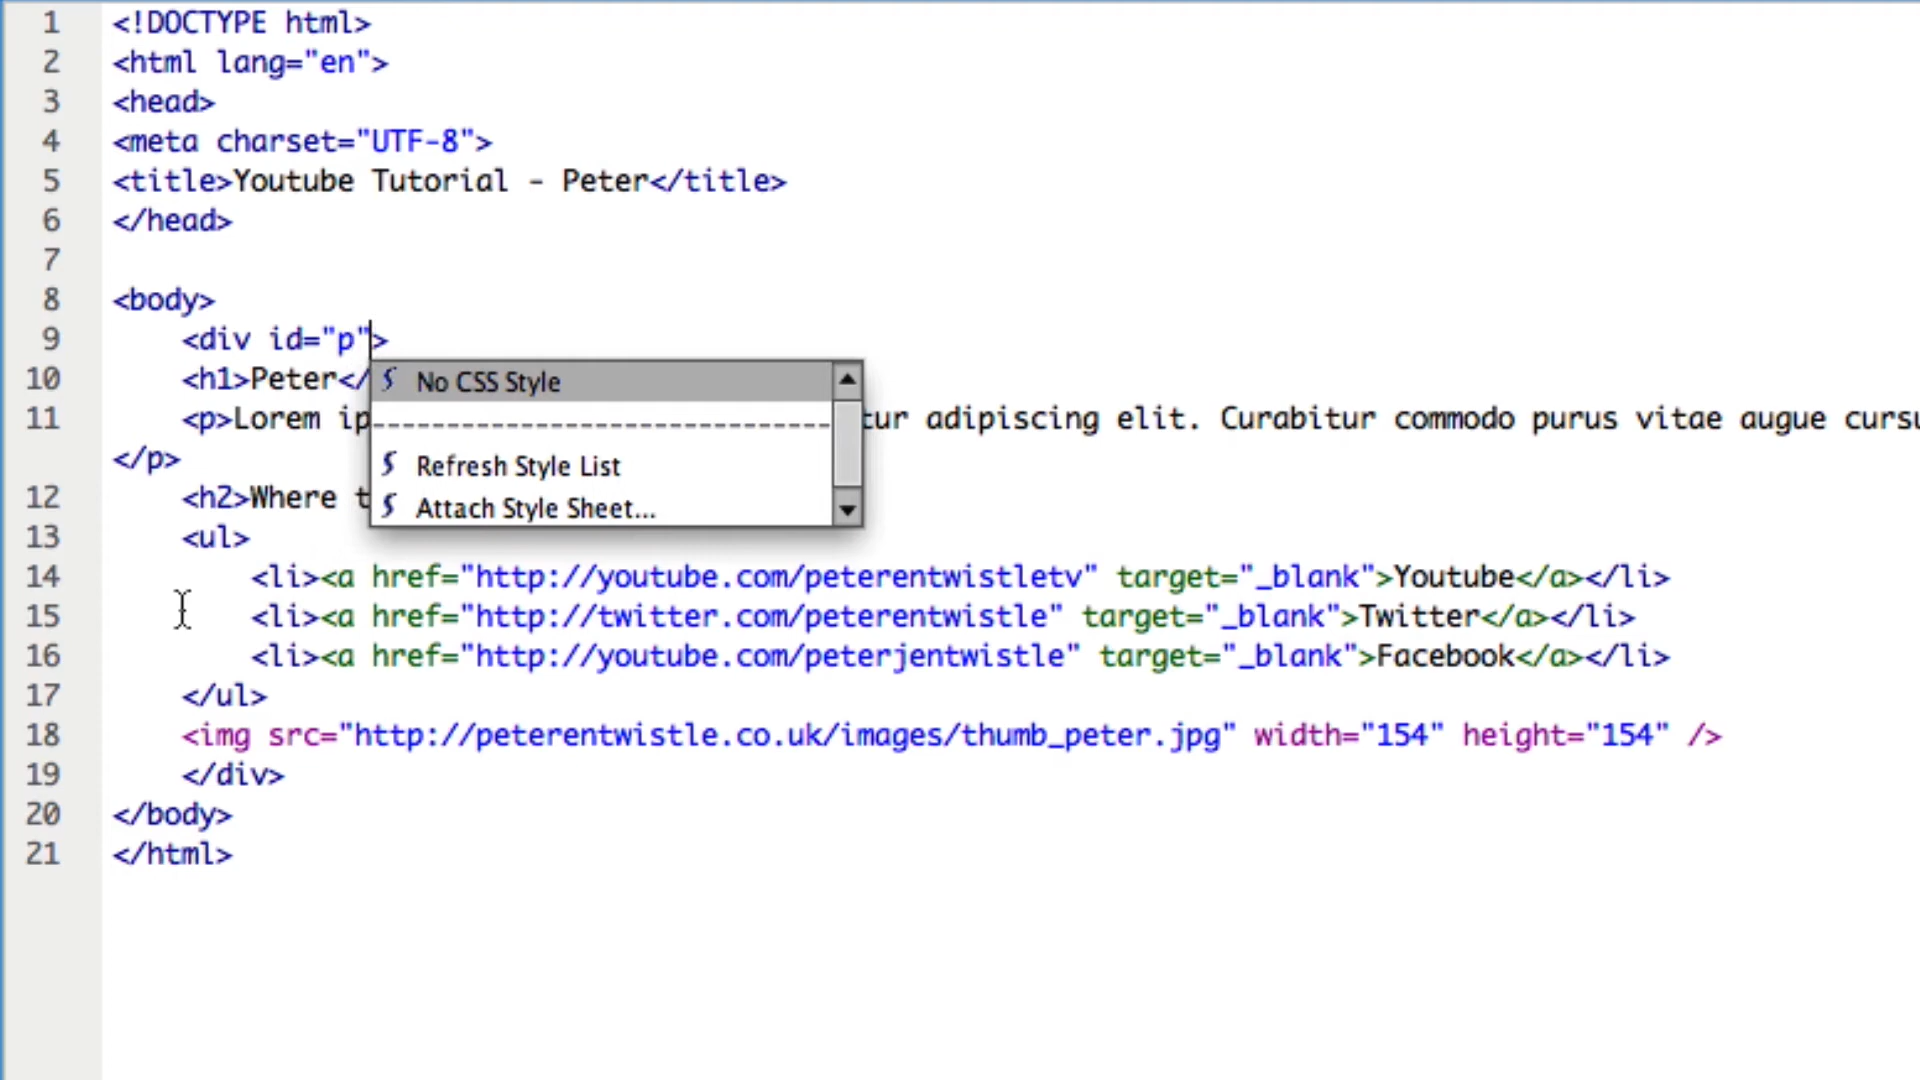 1 <!DOCTYPE html>
2 <html lang="en">
3 <head>
4 <meta charset="UTF-8">
5 <title>Youtube Tutorial - Peter</title>
6 </head>
7
8 <body>
9 <div id="p">
10 <h1>Peter</ No CSS Style
11 <p>Lorem ip tur adipiscing elit. Curabitur commodo purus vitae augue cursu
</p> Refresh Style List
12 <h2>Where t Attach Style Sheet...
13 <ul>
14 <li><a href="http://youtube.com/peterentwistletv" target="_blank">Youtube</a></li>
15 <li><a href="http://twitter.com/peterentwistle" target="_blank">Twitter</a></li>
16 <li><a href="http://youtube.com/peterjentwistle" target="_blank">Facebook</a></li>
17 </ul>
18 <img src="http://peterentwistle.co.uk/images/thumb_peter.jpg" width="154" height="154" />
19 </div>
20 </body>
21 </html>